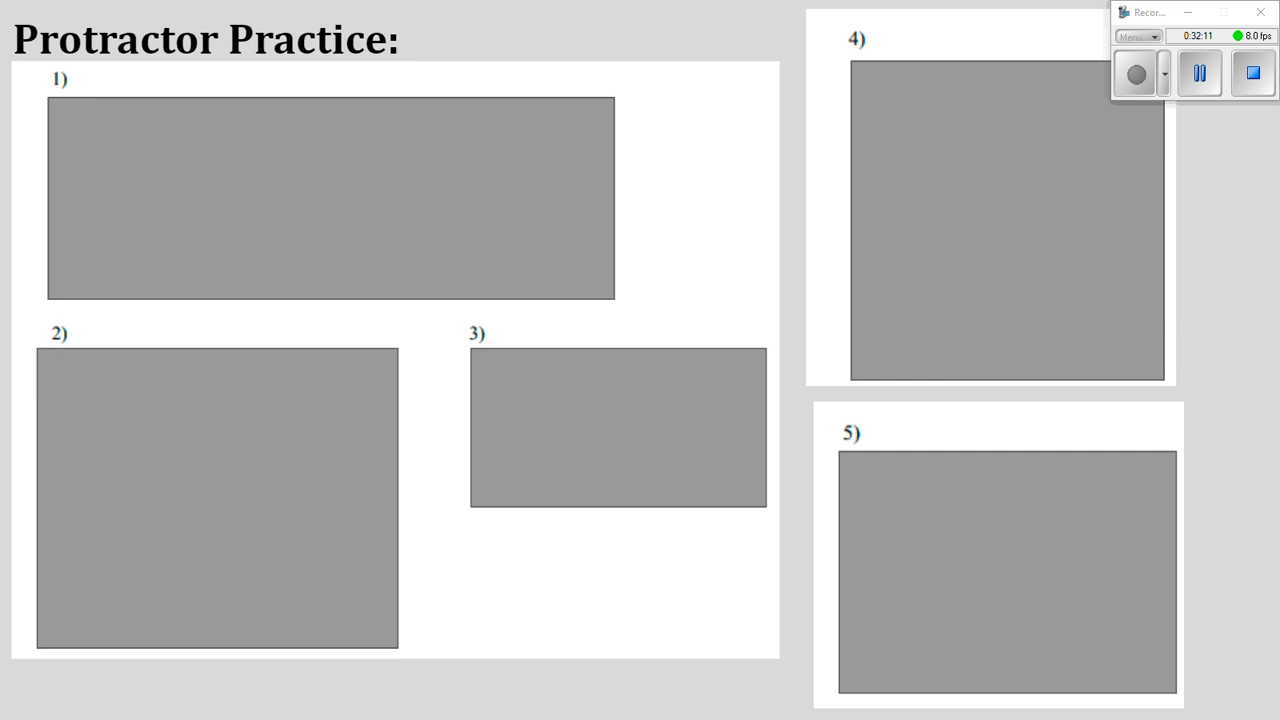 Protractor Practice:
1)
2)
3)
4)
5)
Recor...
Menu
0:32:11
8.0 fps